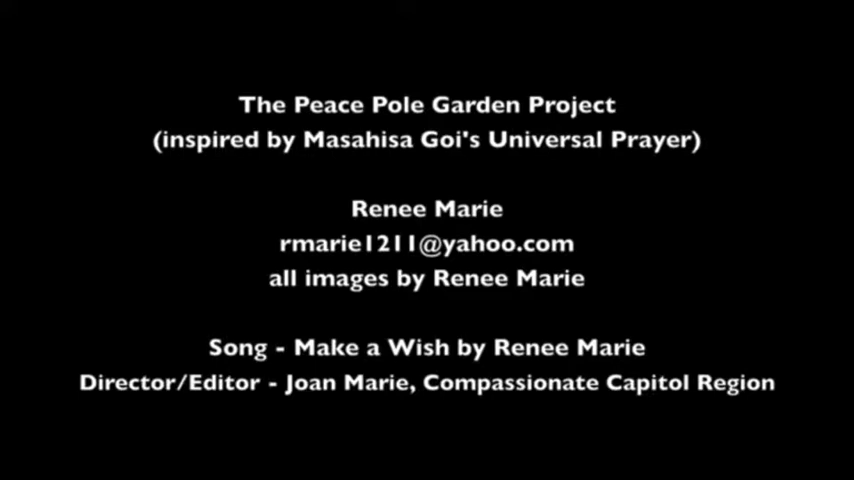 The Peace Pole Garden Project
(inspired by Masahisa Goi's Universal Prayer)
Renee Marie
rmarie1211@yahoo.com
all images by Renee Marie
Song - Make a Wish by Renee Marie
Director/Editor - Joan Marie, Compassionate Capitol Region